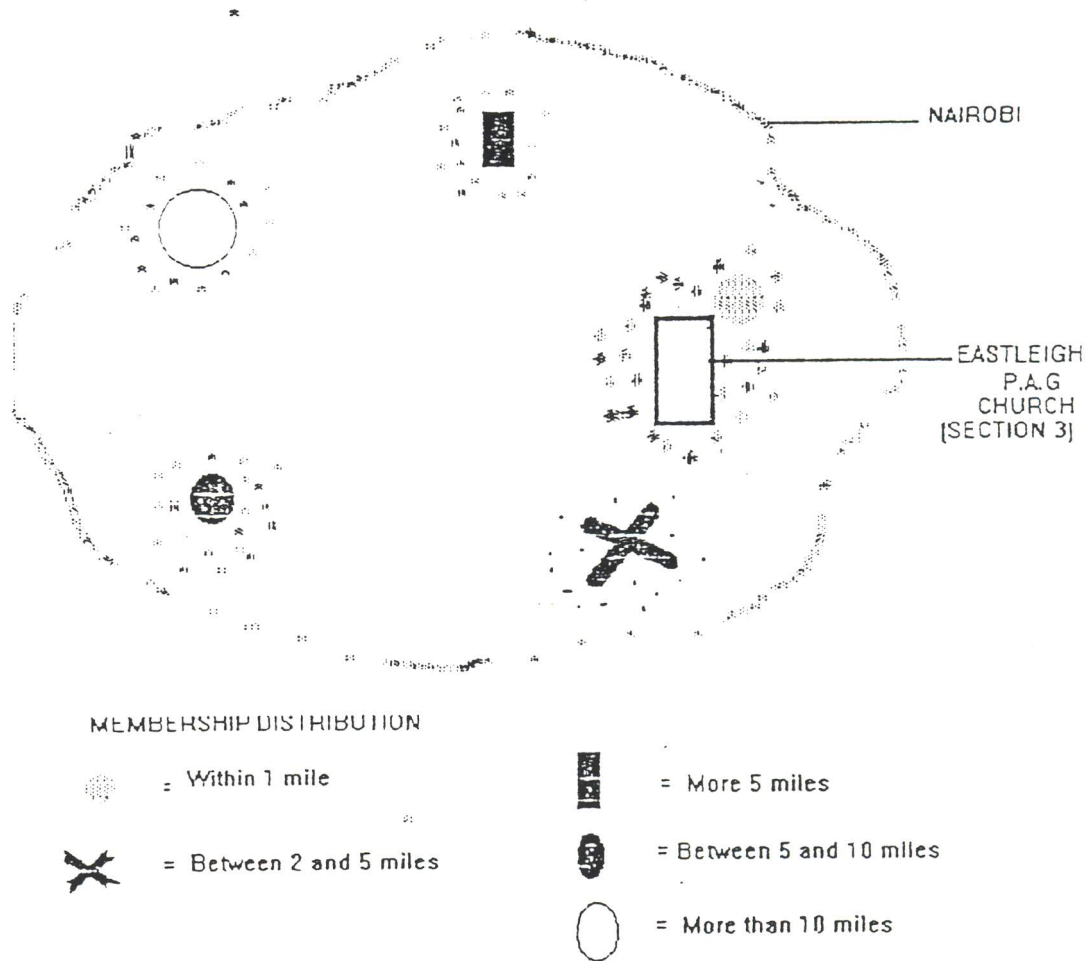 NAIROBI
EASTLEIGH
P.A.G
CHURCH
[SECTION 3]
MEMBERSHIP DISTRIBUTION
= Within 1 mile
= More 5 miles
= Between 2 and 5 miles
= Between 5 and 10 miles
= More than 10 miles